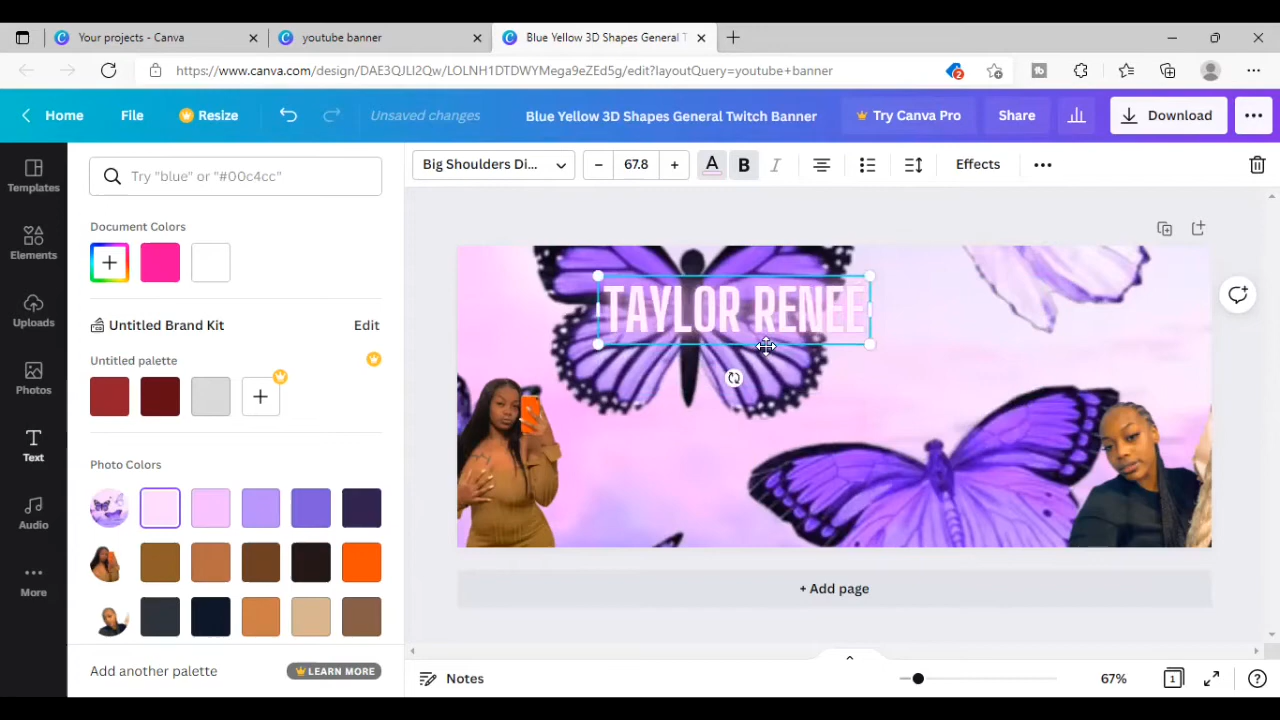 Your projects - Canva
youtube banner
Blue Yellow 3D Shapes General T
https://www.canva.com/design/DAE3QJLI2Qw/LOLNH1DTDWYMega9eZEd5g/edit?layoutQuery=youtube+banner
2
Home
File
Resize
Unsaved changes
Blue Yellow 3D Shapes General Twitch Banner
Try Canva Pro
Share
Download
Templates
Elements
Uploads
Photos
Text
Audio
More
Try "blue" or "#00c4cc"
Big Shoulders Di...
67.8
A
B
I
Effects
Document Colors
Untitled Brand Kit
Edit
Untitled palette
Photo Colors
Add another palette
LEARN MORE
TAYLOR RENEE
+ Add page
Notes
67%
1